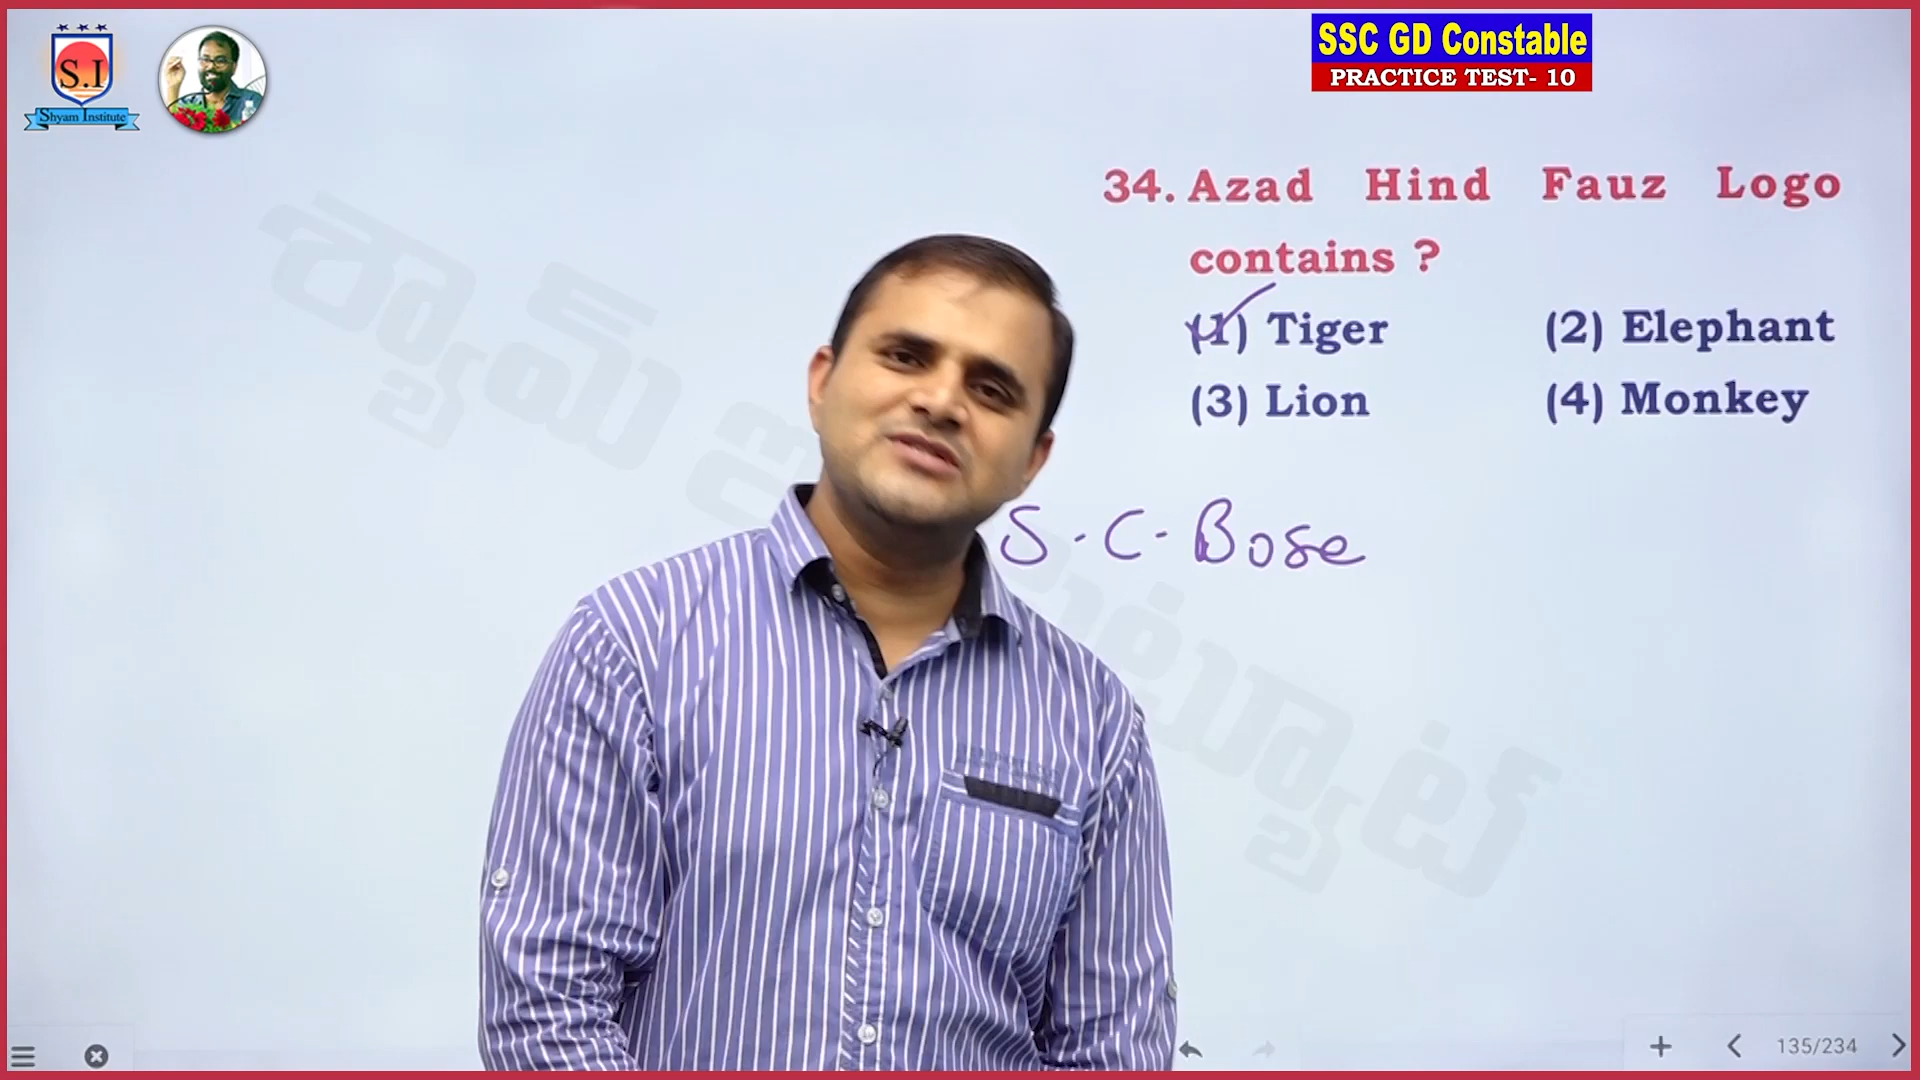 S.I
Shyam Institute
SSC GD Constable
PRACTICE TEST- 10
34. Azad Hind Fauz Logo
contains ?
(1) Tiger (2) Elephant
(3) Lion (4) Monkey
S.C.Bose
శ్యామ్ ఇన్స్టిట్యూట్
135/234